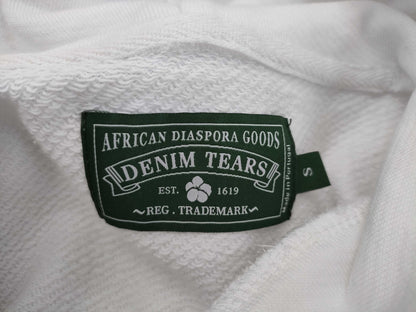 AFRICAN DIASPORA GOODS
DENIM TEARS
EST. 1619
~REG. TRADEMARK~
S
Made in Portugal